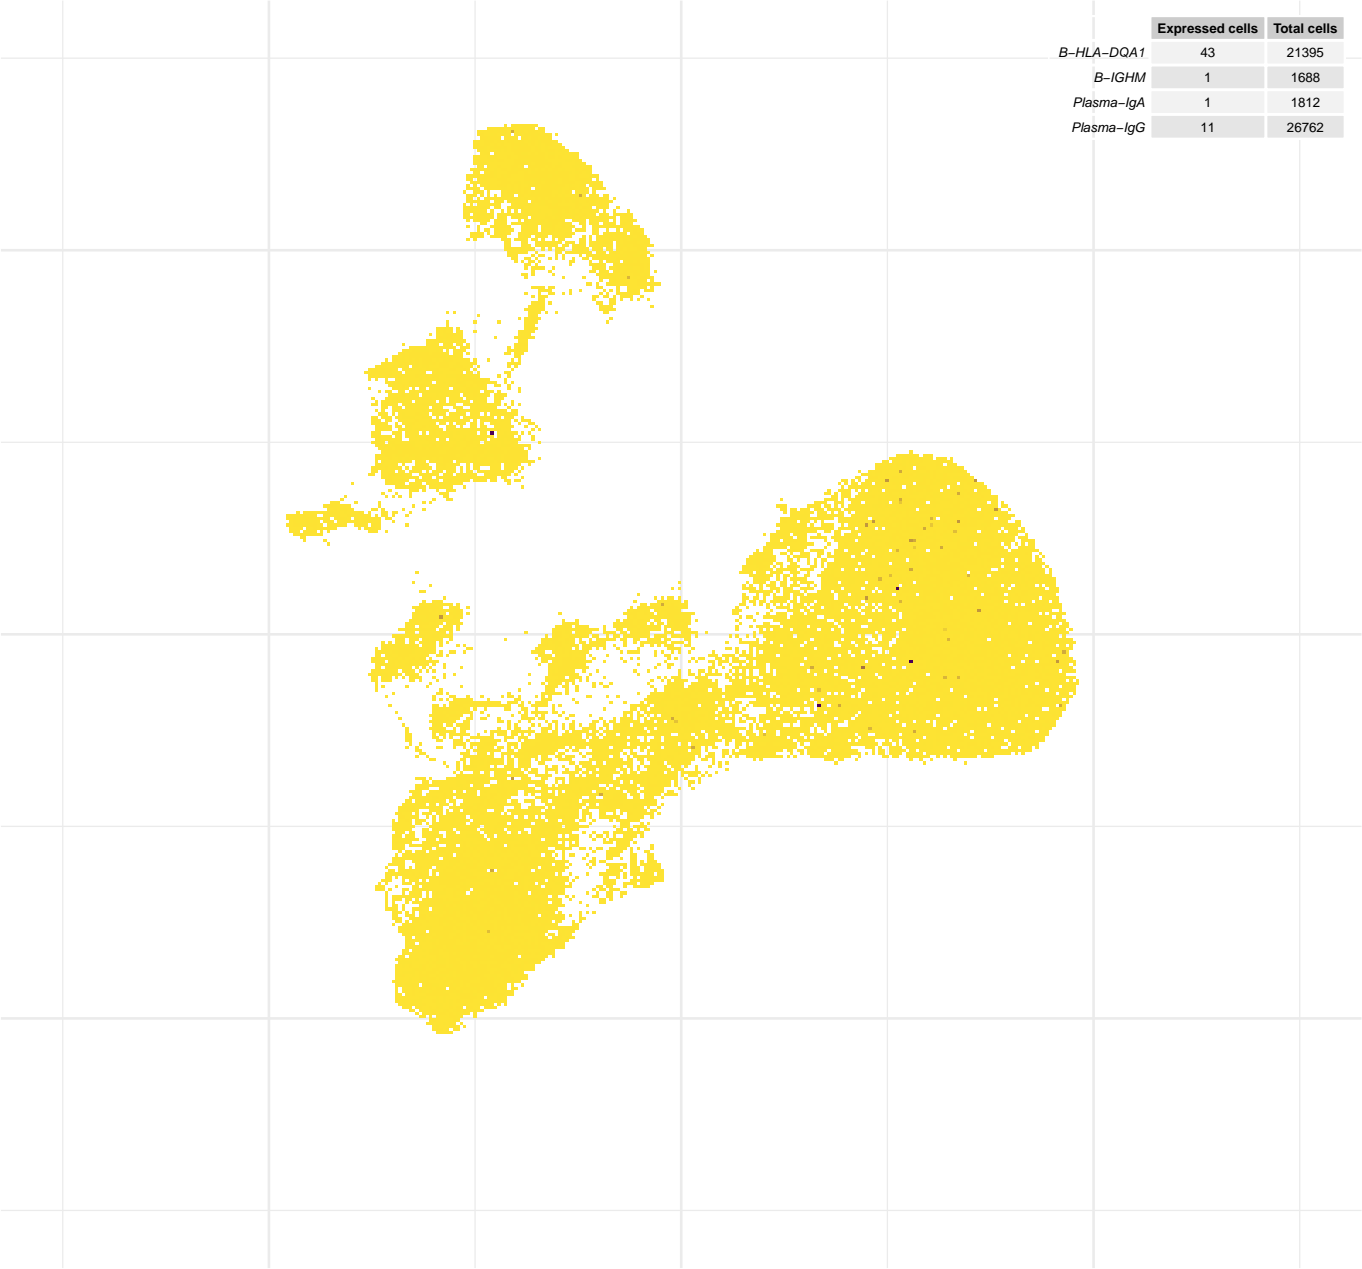 Expressed cells Total cells
B−HLA−DQA1 43 21395
B−IGHM 1 1688
Plasma−IgA 1 1812
Plasma−IgG 11 26762